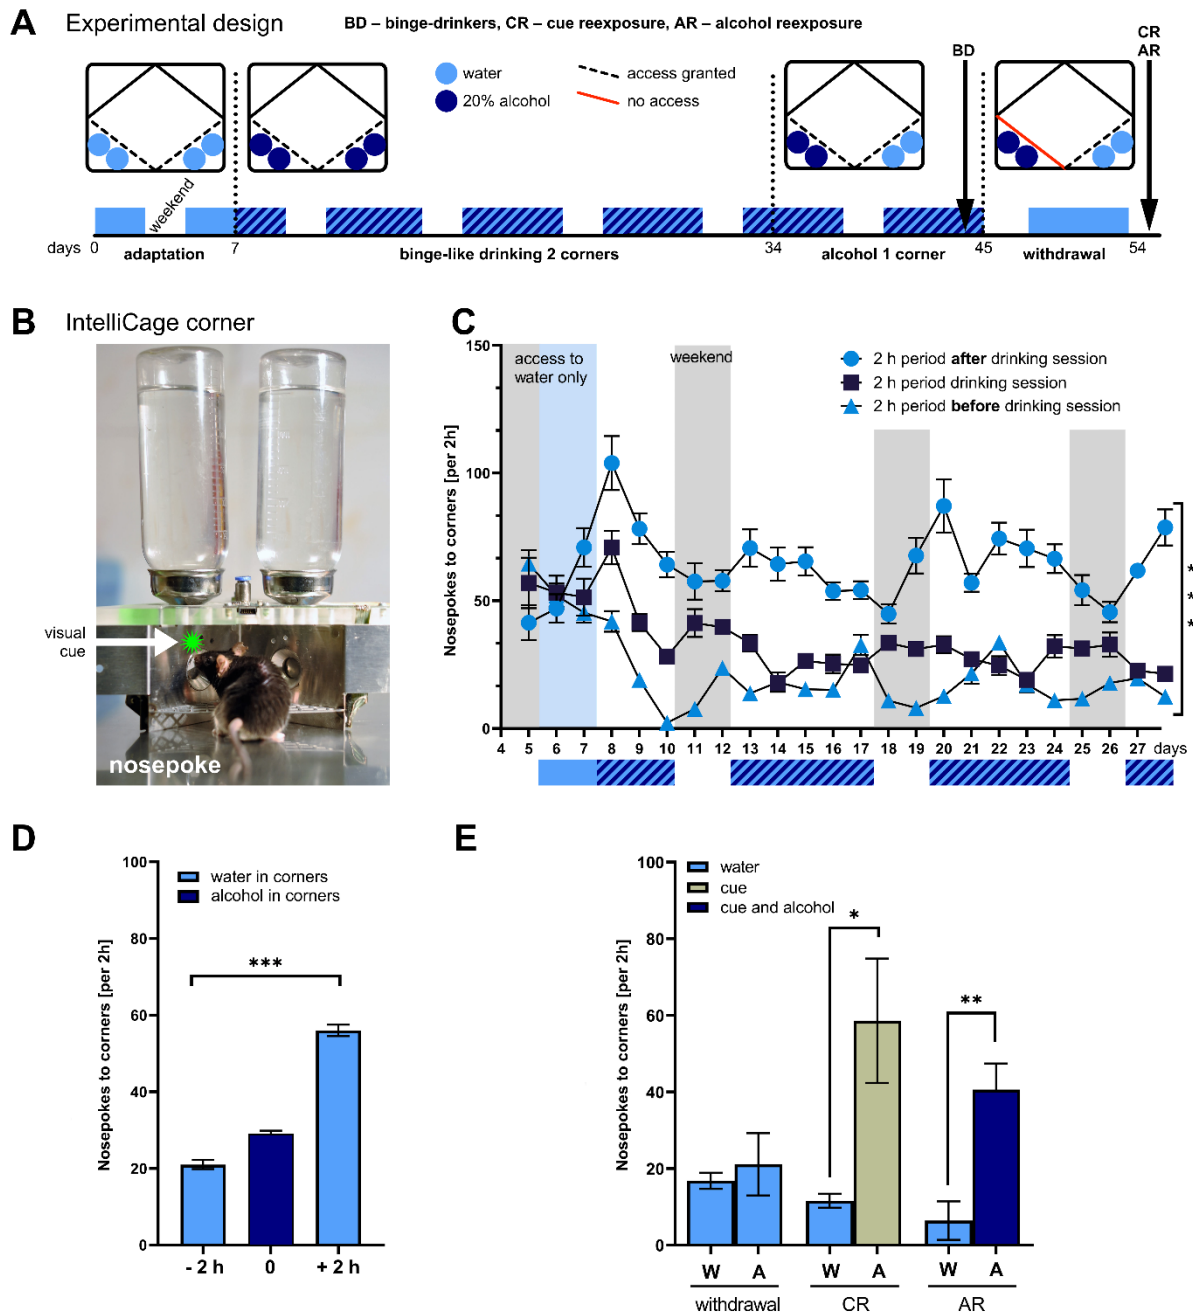 A Experimental design
BD – binge-drinkers, CR – cue reexposure, AR – alcohol reexposure
water
20% alcohol
access granted
no access
BD
CR
AR
weekend
days 0 7 34 45 54
adaptation
binge-like drinking 2 corners
alcohol 1 corner
withdrawal
B IntelliCage corner
visual
cue
nosepoke
C
Nosepokes to corners [per 2h]
150
100
50
0
access to
water only
weekend
2 h period after drinking session
2 h period drinking session
2 h period before drinking session
* * *
4 5 6 7 8 9 10 11 12 13 14 15 16 17 18 19 20 21 22 23 24 25 26 27 days
D
Nosepokes to corners [per 2h]
100
80
60
40
20
0
water in corners
alcohol in corners
***
- 2 h 0 + 2 h
E
Nosepokes to corners [per 2h]
100
80
60
40
20
0
water
cue
cue and alcohol
*
**
W A W A W A
withdrawal CR AR